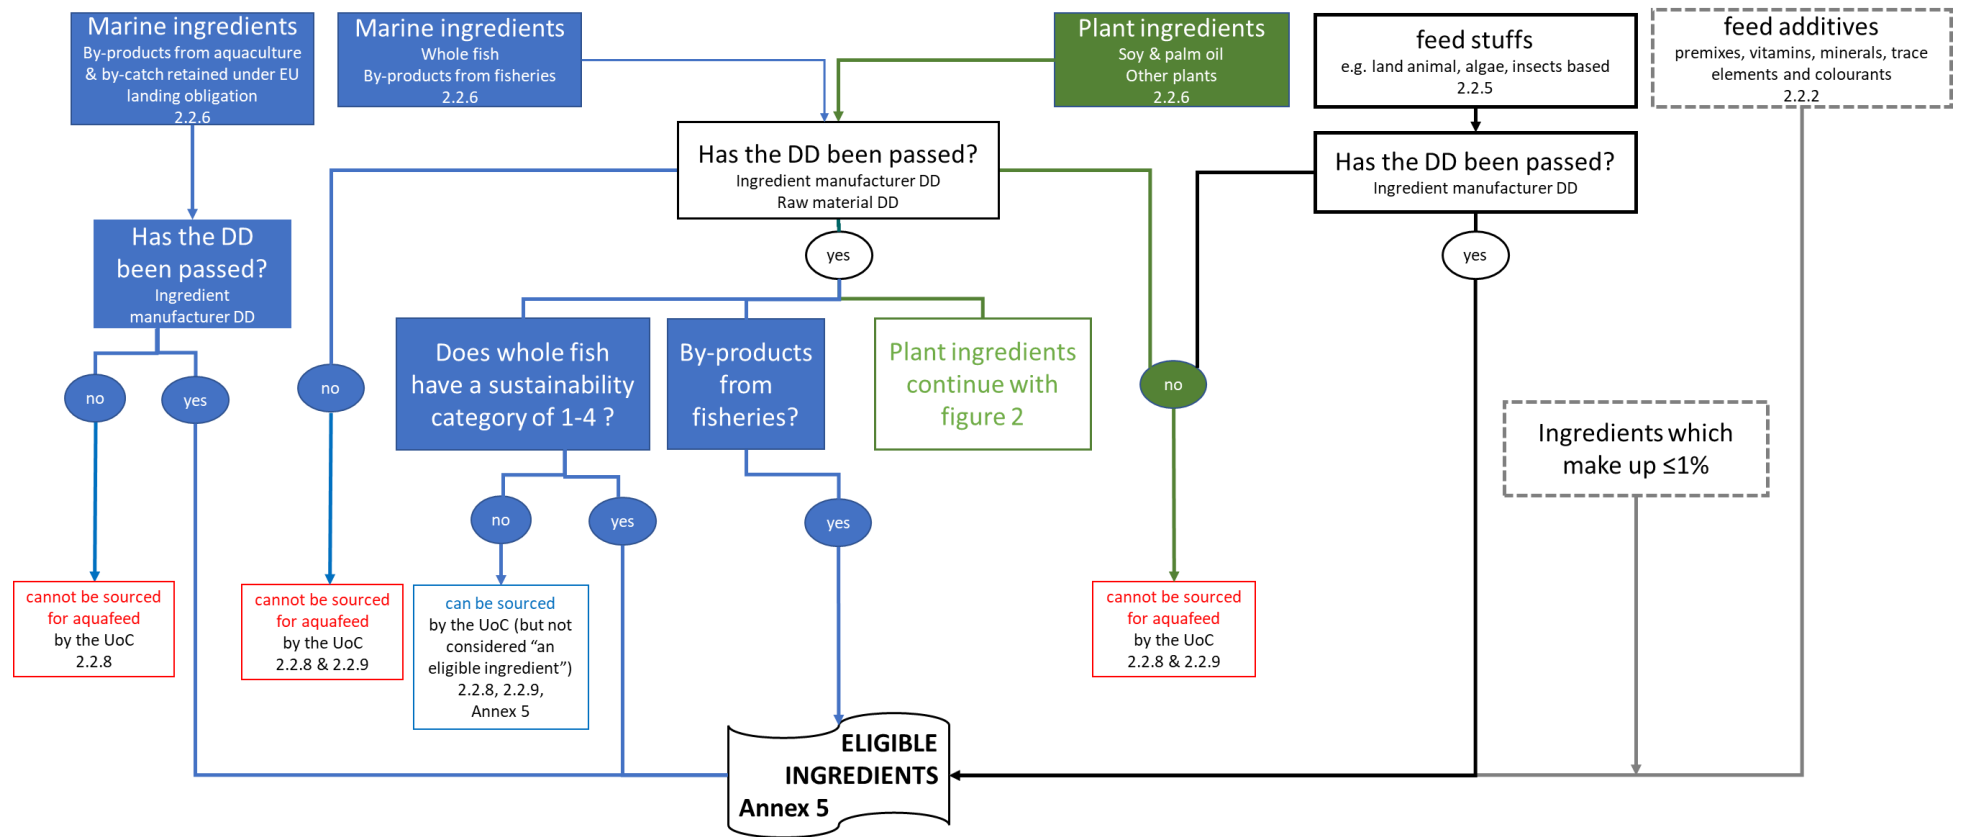 Marine ingredients
By-products from aquaculture
& by-catch retained under EU
landing obligation
2.2.6
Marine ingredients
Whole fish
By-products from fisheries
2.2.6
Plant ingredients
Soy & palm oil
Other plants
2.2.6
feed stuffs
e.g. land animal, algae, insects based
2.2.5
feed additives
premixes, vitamins, minerals, trace
elements and colourants
2.2.2
Has the DD been passed?
Ingredient manufacturer DD
Raw material DD
Has the DD been passed?
Ingredient manufacturer DD
Has the DD
been passed?
Ingredient
manufacturer DD
yes
yes
Does whole fish
have a sustainability
category of 1-4 ?
By-products
from
fisheries?
Plant ingredients
continue with
figure 2
no
yes
no
no
Ingredients which
make up ≤1%
no
yes
yes
cannot be sourced
for aquafeed
by the UoC
2.2.8
cannot be sourced
for aquafeed
by the UoC
2.2.8 & 2.2.9
can be sourced
by the UoC (but not
considered “an
eligible ingredient”)
2.2.8, 2.2.9,
Annex 5
cannot be sourced
for aquafeed
by the UoC
2.2.8 & 2.2.9
ELIGIBLE
INGREDIENTS
Annex 5